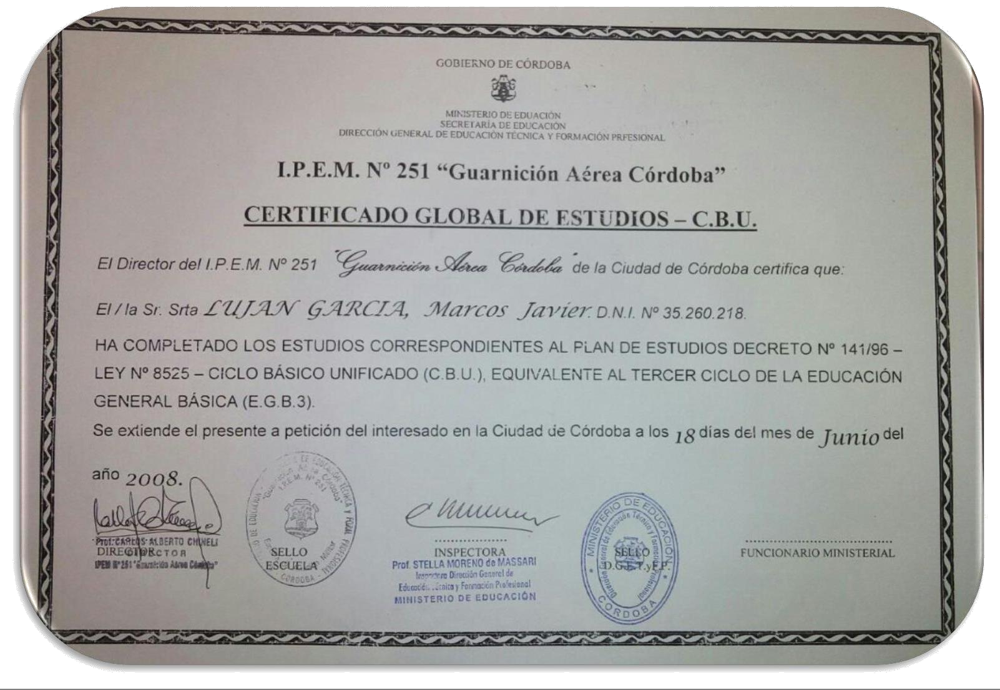 GOBIERNO DE CÓRDOBA
MINISTERIO DE EDUACIÓN
SECRETARÍA DE EDUCACIÓN
DIRECCIÓN GENERAL DE EDUCACIÓN TÉCNICA Y FORMACIÓN PRFESIONAL
I.P.E.M. Nº 251 “Guarnición Aérea Córdoba”
CERTIFICADO GLOBAL DE ESTUDIOS – C.B.U.
El Director del I.P.E.M. Nº 251 "Guarnición Aérea Córdoba" de la Ciudad de Córdoba certifica que:
El / la Sr. Srta LUJAN GARCIA, Marcos Javier. D.N.I. Nº 35.260.218.
HA COMPLETADO LOS ESTUDIOS CORRESPONDIENTES AL PLAN DE ESTUDIOS DECRETO Nº 141/96 –
LEY Nº 8525 – CICLO BÁSICO UNIFICADO (C.B.U.), EQUIVALENTE AL TERCER CICLO DE LA EDUCACIÓN
GENERAL BÁSICA (E.G.B.3).
Se extiende el presente a petición del interesado en la Ciudad de Córdoba a los 18 días del mes de Junio del
año 2008.
Prof. CARLOS ALBERTO
DIRECTOR
DIRECTOR
IPEM Nº 251 "Guarnición Aérea Córdoba"
"Guarnición Aérea Córdoba"
I.P.E.M. Nº 251
CORDOBA
SELLO
ESCUELA
INSPECTORA
Prof. STELLA MORENO de MASSARI
Inspectora Dirección General de
Educación Técnica y Formación Profesional
MINISTERIO DE EDUCACIÓN
MINISTERIO DE EDUCACIÓN
Dirección General de Educación Técnica y Formación Profesional
CORDOBA
SELLO
D.G.E.T.yF.P.
FUNCIONARIO MINISTERIAL